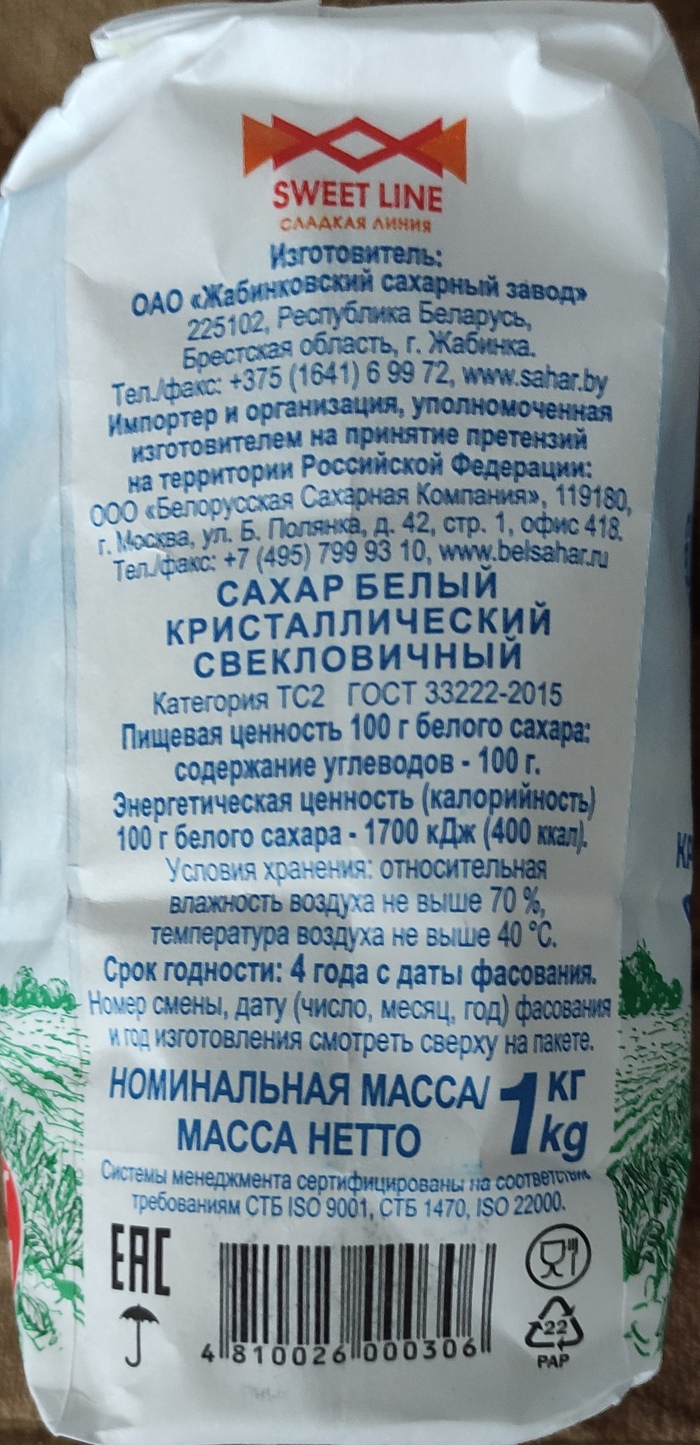 SWEET LINE
СЛАДКАЯ ЛИНИЯ
Изготовитель:
ОАО «Жабинковский сахарный завод»
225102, Республика Беларусь,
Брестская область, г. Жабинка.
Тел./факс: +375 (1641) 6 99 72, www.sahar.by
Импортер и организация, уполномоченная
изготовителем на принятие претензий
на территории Российской Федерации:
ООО «Белорусская Сахарная Компания», 119180,
г. Москва, ул. Б. Полянка, д. 42, стр. 1, офис 418.
Тел./факс: +7 (495) 799 93 10, www.belsahar.ru
САХАР БЕЛЫЙ
КРИСТАЛЛИЧЕСКИЙ
СВЕКЛОВИЧНЫЙ
Категория ТС2 ГОСТ 33222-2015
Пищевая ценность 100 г белого сахара:
содержание углеводов - 100 г.
Энергетическая ценность (калорийность)
100 г белого сахара - 1700 кДж (400 ккал).
Условия хранения: относительная
влажность воздуха не выше 70 %,
температура воздуха не выше 40 °С.
Срок годности: 4 года с даты фасования.
Номер смены, дату (число, месяц, год) фасования
и год изготовления смотреть сверху на пакете.
НОМИНАЛЬНАЯ МАССА/ 1 КГ
МАССА НЕТТО kg
Системы менеджмента сертифицированы на соответствие
требованиям СТБ ISO 9001, СТБ 1470, ISO 22000.
EAC
4 810026 000306
22
PAP